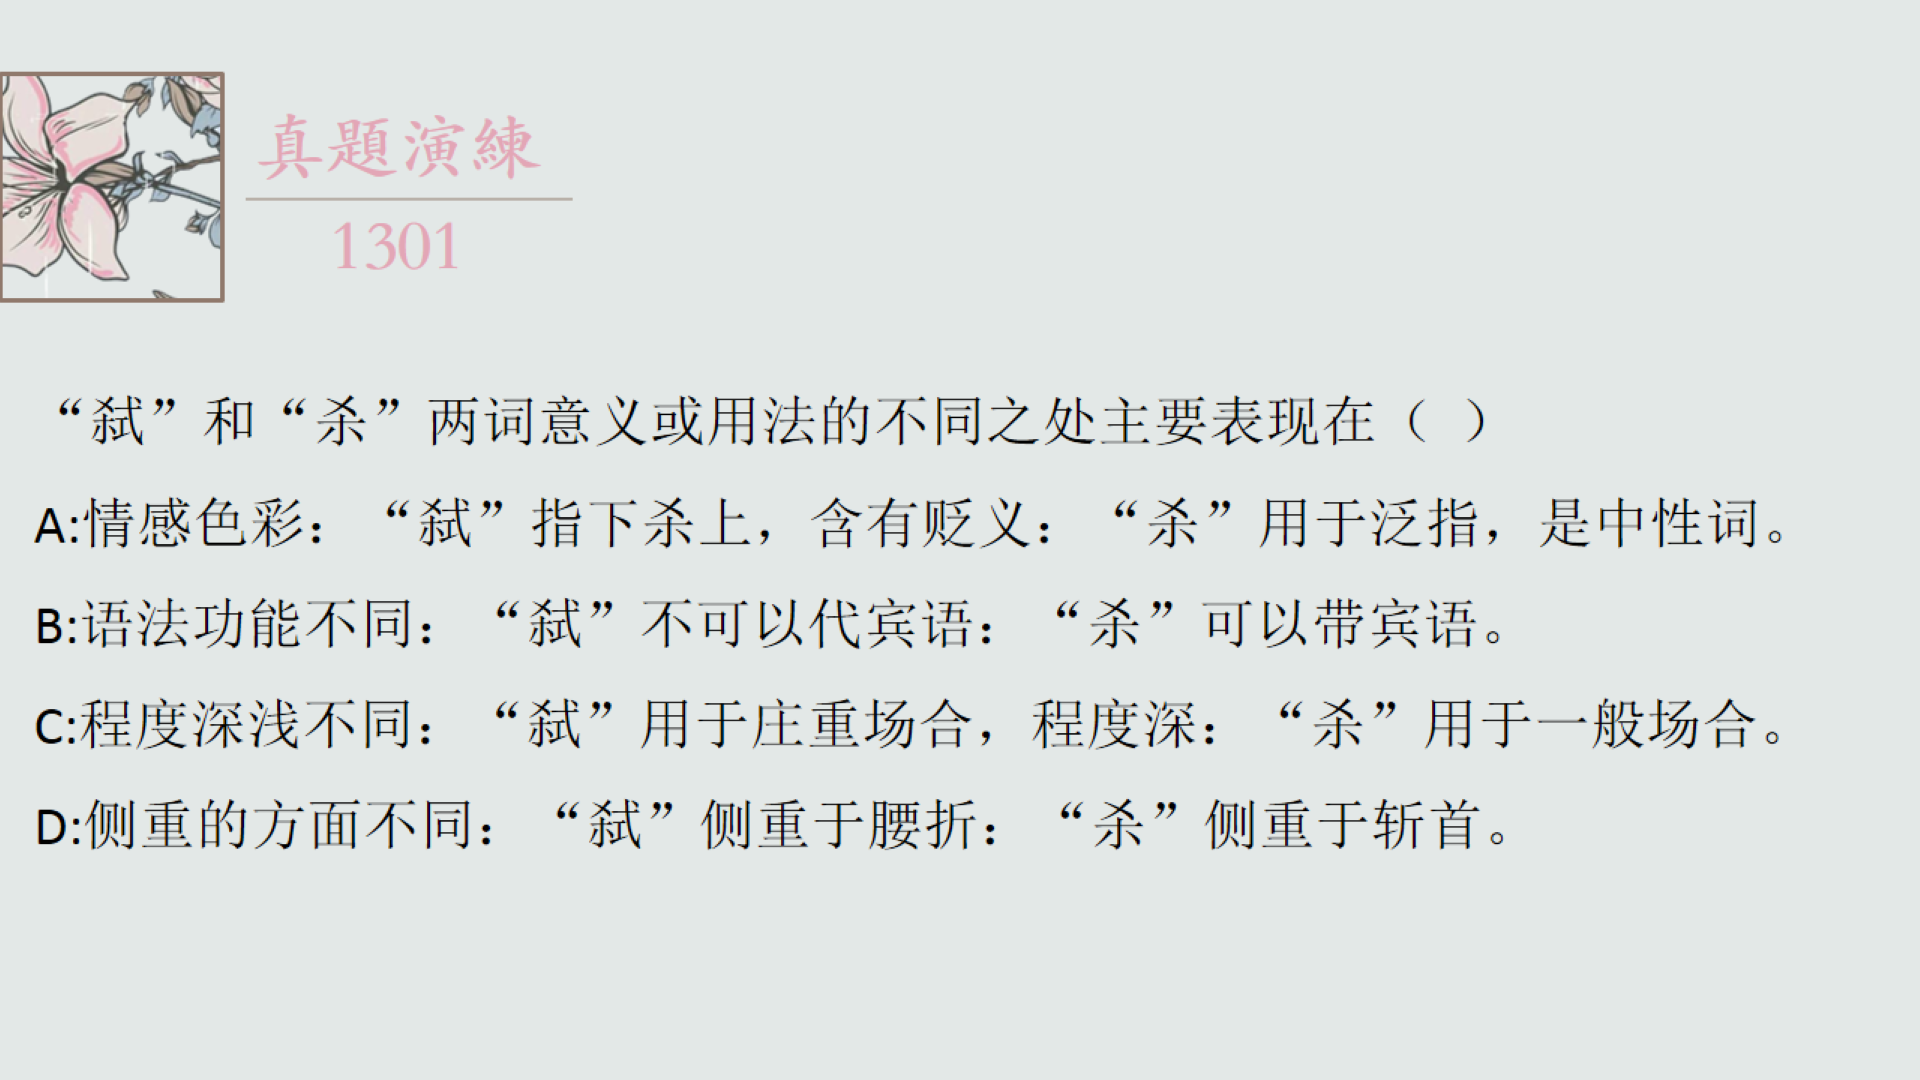 真題演練
1301
“弑”和“杀”两词意义或用法的不同之处主要表现在（ ）
A:情感色彩：“弑”指下杀上，含有贬义：“杀”用于泛指，是中性词。
B:语法功能不同：“弑”不可以代宾语：“杀”可以带宾语。
C:程度深浅不同：“弑”用于庄重场合，程度深：“杀”用于一般场合。
D:侧重的方面不同：“弑”侧重于腰折：“杀”侧重于斩首。